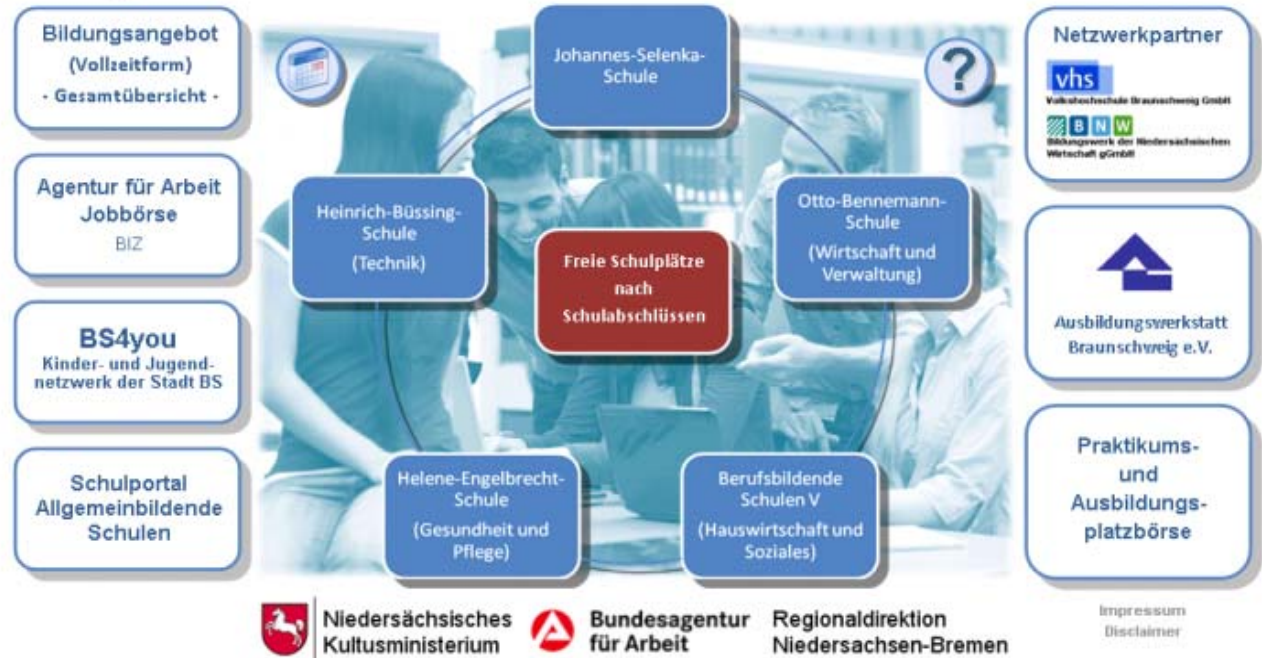 Bildungsangebot
(Vollzeitform)
- Gesamtübersicht -
Agentur für Arbeit
Jobbörse
BIZ
BS4you
Kinder- und Jugend-
netzwerk der Stadt BS
Schulportal
Allgemeinbildende
Schulen
Johannes-Selenka-
Schule
?
Heinrich-Büssing-
Schule
(Technik)
Otto-Bennemann-
Schule
(Wirtschaft und
Verwaltung)
Freie Schulplätze
nach
Schulabschlüssen
Helene-Engelbrecht-
Schule
(Gesundheit und
Pflege)
Berufsbildende
Schulen V
(Hauswirtschaft und
Soziales)
Netzwerkpartner
vhs
Volkshochschule Braunschweig GmbH
BNW
Bildungswerk der Niedersächsischen
Wirtschaft gGmbH
Ausbildungswerkstatt
Braunschweig e.V.
Praktikums-
und
Ausbildungs-
platzbörse
Niedersächsisches
Kultusministerium
Bundesagentur
für Arbeit
Regionaldirektion
Niedersachsen-Bremen
Impressum
Disclaimer